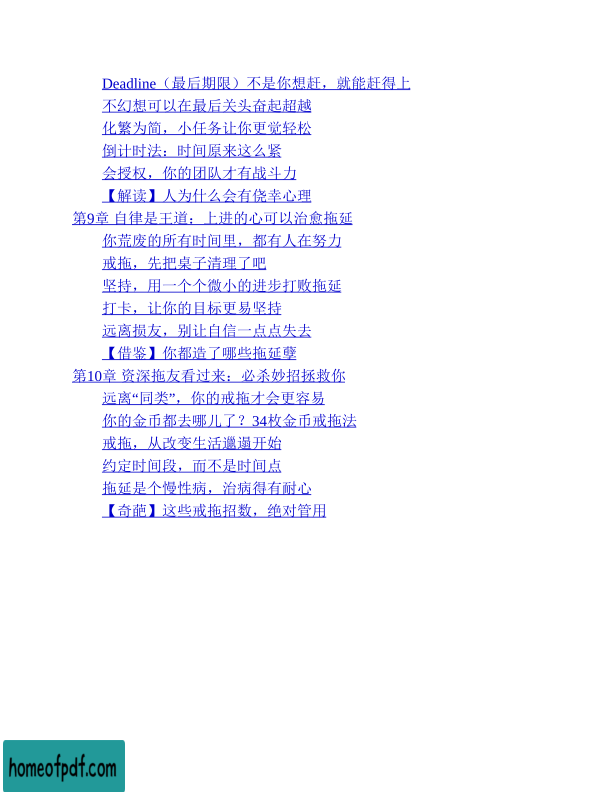 Deadline（最后期限）不是你想赶，就能赶得上
不幻想可以在最后关头奋起超越
化繁为简，小任务让你更觉轻松
倒计时法：时间原来这么紧
会授权，你的团队才有战斗力
【解读】人为什么会有侥幸心理
第9章 自律是王道：上进的心可以治愈拖延
你荒废的所有时间里，都有人在努力
戒拖，先把桌子清理了吧
坚持，用一个个微小的进步打败拖延
打卡，让你的目标更易坚持
远离损友，别让自信一点点失去
【借鉴】你都造了哪些拖延孽
第10章 资深拖友看过来：必杀妙招拯救你
远离“同类”，你的戒拖才会更容易
你的金币都去哪儿了？34枚金币戒拖法
戒拖，从改变生活邋遢开始
约定时间段，而不是时间点
拖延是个慢性病，治病得有耐心
【奇葩】这些戒拖招数，绝对管用
homeofpdf.com